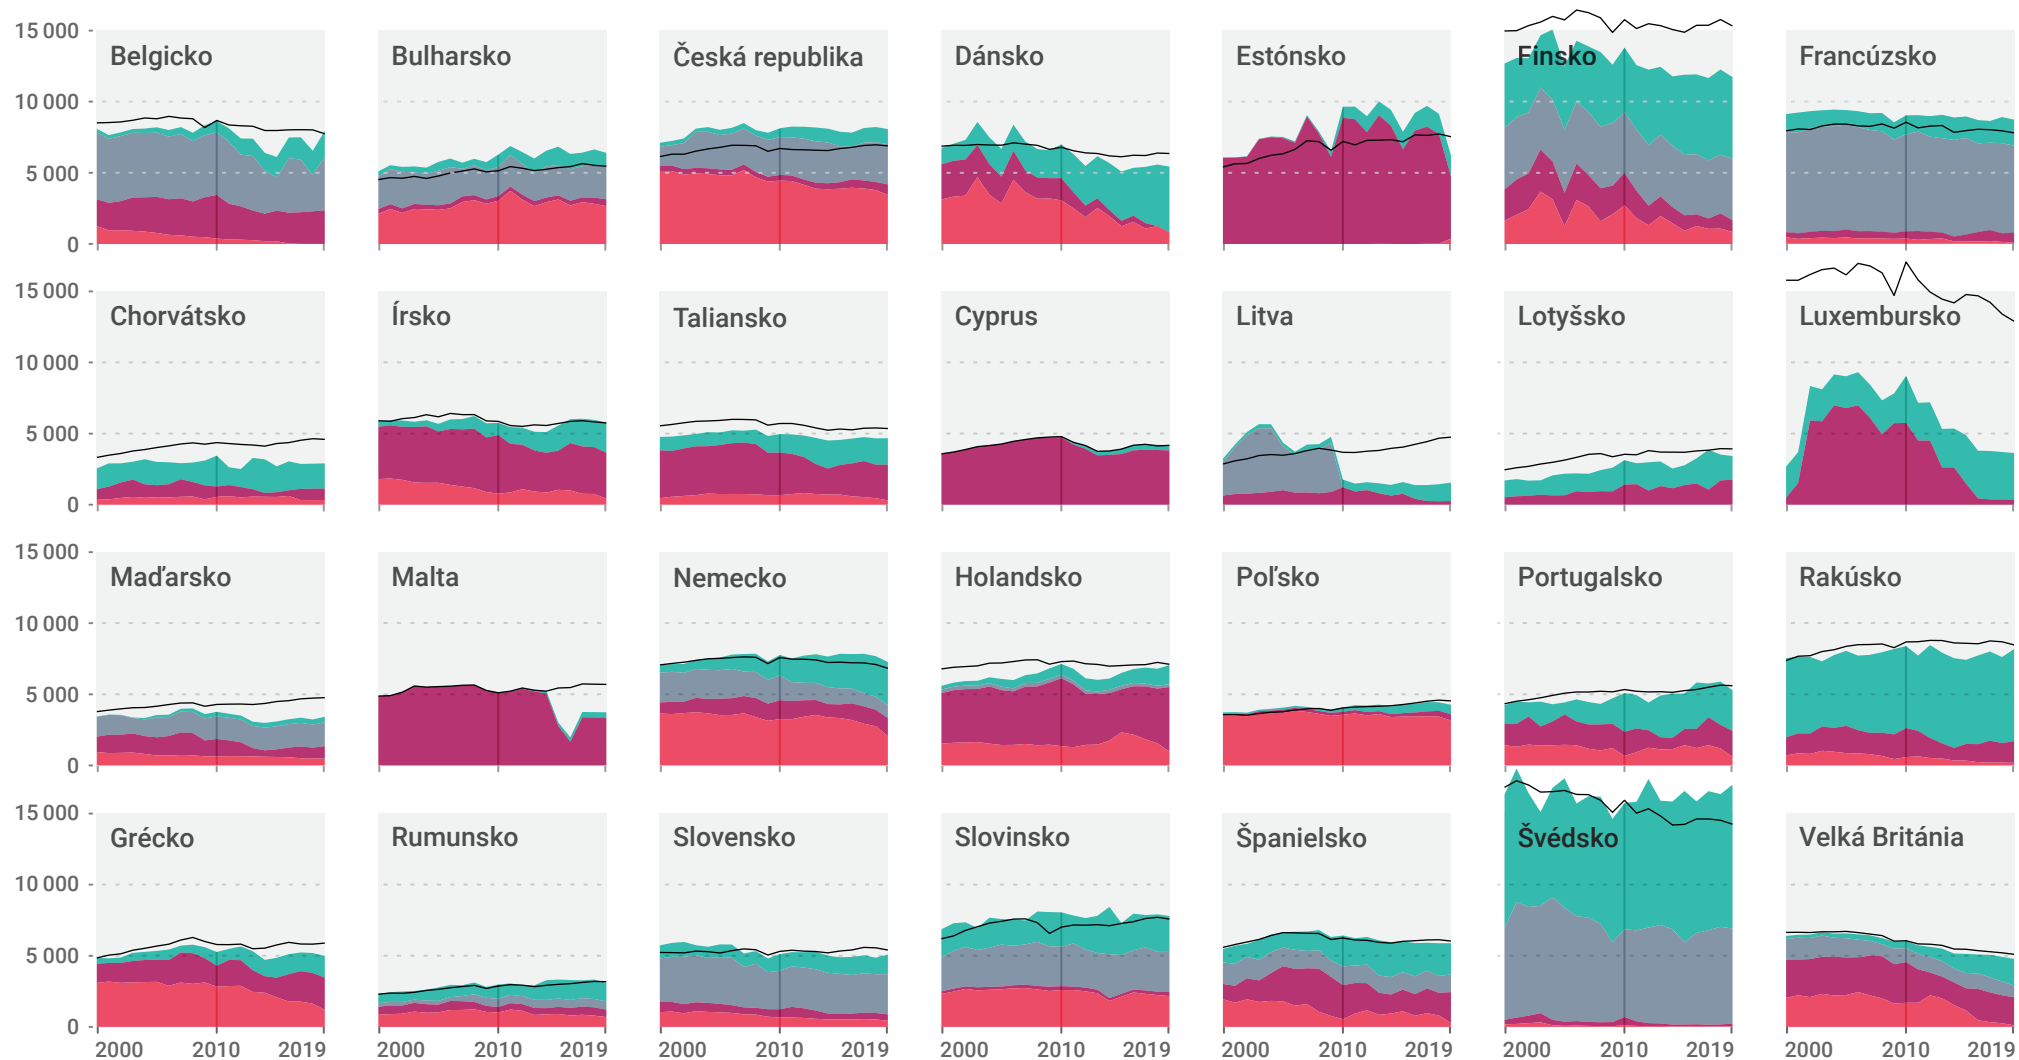 15 000
10 000
5 000
0
Belgicko
Bulharsko
Česká republika
Dánsko
Estónsko
Finsko
Francúzsko
15 000
10 000
5 000
0
Chorvátsko
Írsko
Taliansko
Cyprus
Litva
Lotyšsko
Luxembursko
15 000
10 000
5 000
0
Maďarsko
Malta
Nemecko
Holandsko
Poľsko
Portugalsko
Rakúsko
15 000
10 000
5 000
0
Grécko
Rumunsko
Slovensko
Slovinsko
Španielsko
Švédsko
Velká Británia
2000 2010 2019
2000 2010 2019
2000 2010 2019
2000 2010 2019
2000 2010 2019
2000 2010 2019
2000 2010 2019